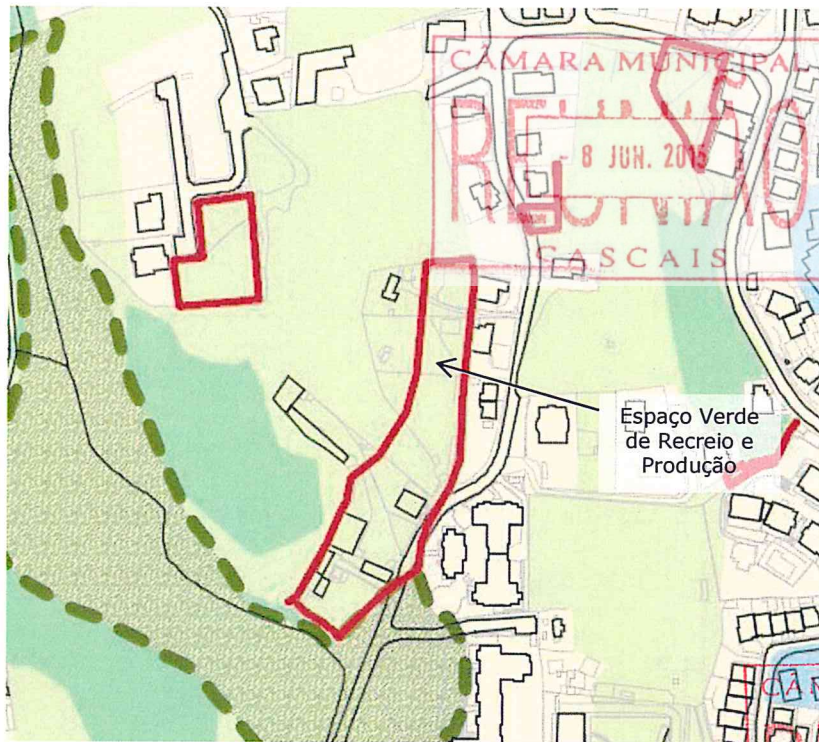 CÂMARA MUNICIPAL
- 8 JUN. 2015
CASCAIS
Espaço Verde
de Recreio e
Produção